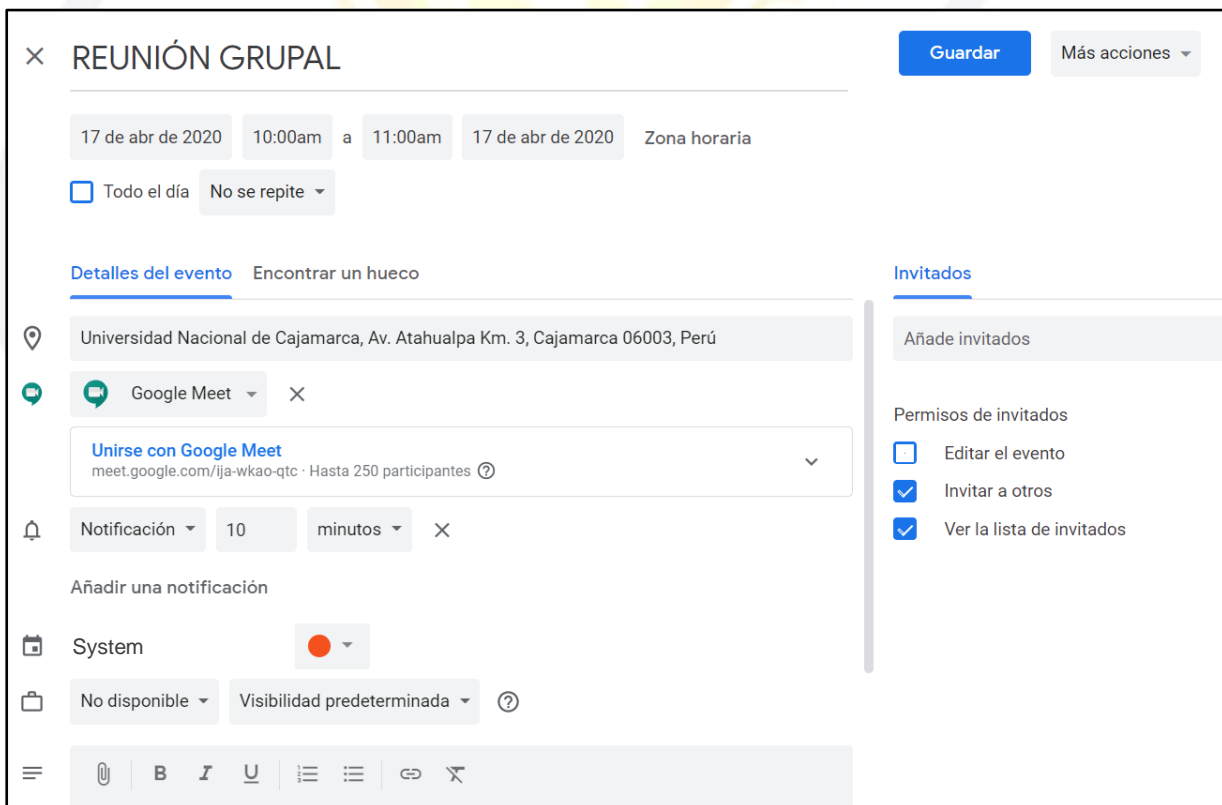 REUNIÓN GRUPAL
Guardar
Más acciones
17 de abr de 2020 10:00am a 11:00am 17 de abr de 2020 Zona horaria
Todo el día No se repite
Detalles del evento Encontrar un hueco
Invitados
Universidad Nacional de Cajamarca, Av. Atahualpa Km. 3, Cajamarca 06003, Perú
Añade invitados
Google Meet
Permisos de invitados
Unirse con Google Meet
meet.google.com/ija-wkao-qtc · Hasta 250 participantes
Editar el evento
Invitar a otros
Ver la lista de invitados
Notificación 10 minutos
Añadir una notificación
System
No disponible Visibilidad predeterminada
B I U